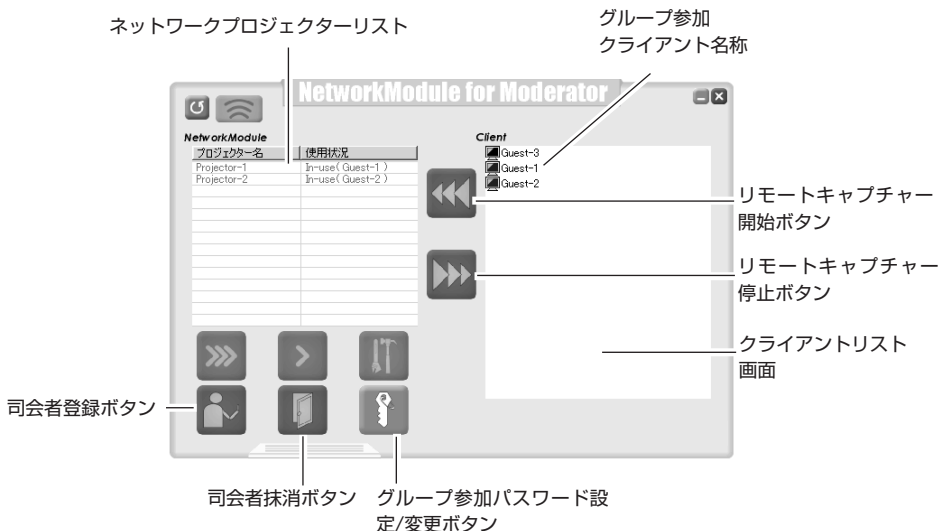 ネットワークプロジェクターリスト
グループ参加
クライアント名称
NetworkModule for Moderator
NetworkModule
Client
プロジェクター名 使用状況
Projector-1 In-use( Guest-1 )
Projector-2 In-use( Guest-2 )
Guest-3
Guest-1
Guest-2
リモートキャプチャー
開始ボタン
リモートキャプチャー
停止ボタン
クライアントリスト
画面
司会者登録ボタン
司会者抹消ボタン
グループ参加パスワード設
定/変更ボタン